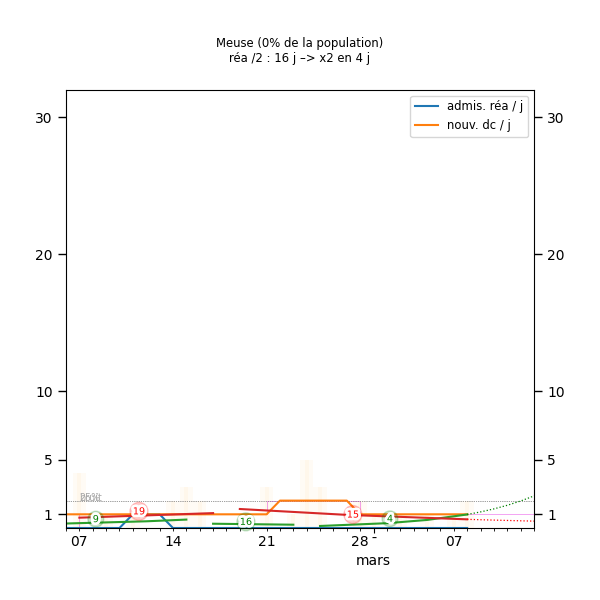 Meuse (0% de la population)
réa /2 : 16 j –> x2 en 4 j
admis. réa / j
nouv. dc / j
30 30
20 20
10 10
5 5
1 1
9 19 16 15 4
07 14 21 28 07
mars